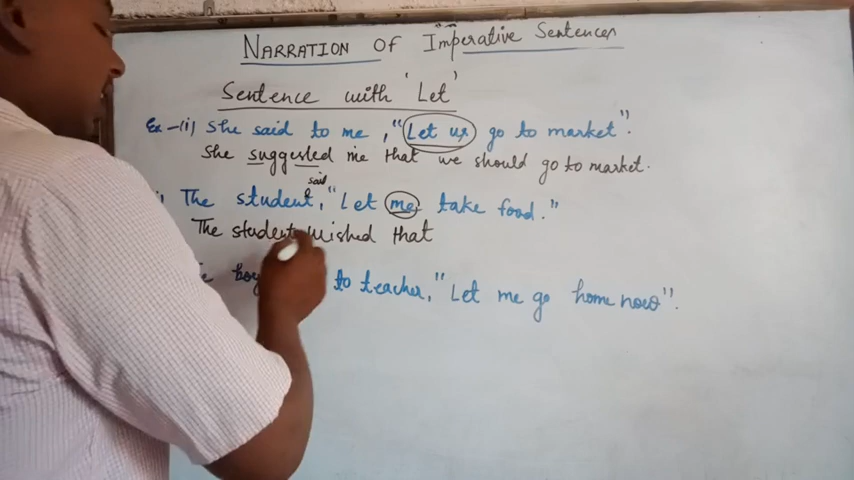 NARRATION OF Imperative Sentences
Sentence with 'Let'
Ex-(i) She said to me, "Let us go to market".
She suggested me that we should go to market.
said
The student, "Let me take food."
The student wished that
boy to teacher, "Let me go home now".